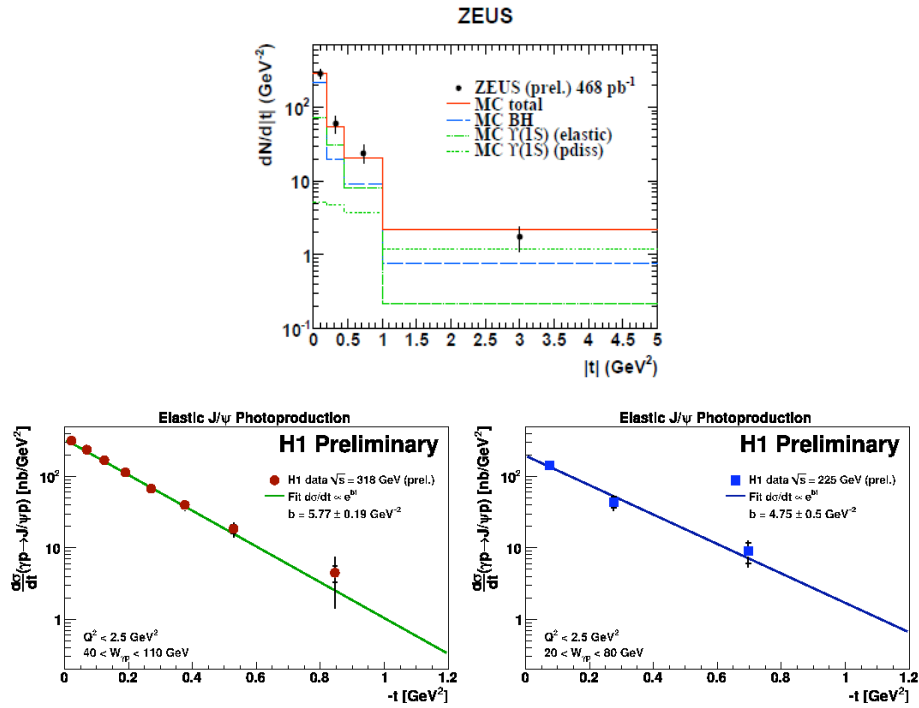 ZEUS
dN/d|t| (GeV⁻²)
10²
10
1
10⁻¹
ZEUS (prel.) 468 pb⁻¹
MC total
MC BH
MC ϒ(1S) (elastic)
MC ϒ(1S) (pdiss)
0 0.5 1 1.5 2 2.5 3 3.5 4 4.5 5
|t| (GeV²)
Elastic J/ψ Photoproduction
H1 Preliminary
dσ/dt(γp→J/ψp) [nb/GeV²]
10²
10
1
H1 data √s = 318 GeV (prel.)
Fit dσ/dt ∝ eᵇᵗ
b = 5.77 ± 0.19 GeV⁻²
Q² < 2.5 GeV²
40 < Wγp < 110 GeV
0 0.2 0.4 0.6 0.8 1 1.2
-t [GeV²]
Elastic J/ψ Photoproduction
H1 Preliminary
dσ/dt(γp→J/ψp) [nb/GeV²]
10²
10
1
H1 data √s = 225 GeV (prel.)
Fit dσ/dt ∝ eᵇᵗ
b = 4.75 ± 0.5 GeV⁻²
Q² < 2.5 GeV²
20 < Wγp < 80 GeV
0 0.2 0.4 0.6 0.8 1 1.2
-t [GeV²]